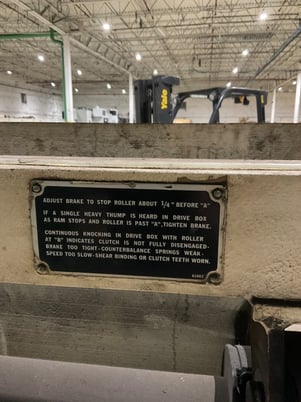 Yale
ADJUST BRAKE TO STOP ROLLER ABOUT 1/4" BEFORE "A"
IF A SINGLE HEAVY THUMP IS HEARD IN DRIVE BOX
AS RAM STOPS AND ROLLER IS PAST "A", TIGHTEN BRAKE.
CONTINUOUS KNOCKING IN DRIVE BOX WITH ROLLER
AT "B" INDICATES CLUTCH IS NOT FULLY DISENGAGED-
BRAKE TOO TIGHT-COUNTERBALANCE SPRINGS WEAK-
SPEED TOO SLOW-SHEAR BINDING OR CLUTCH TEETH WORN.